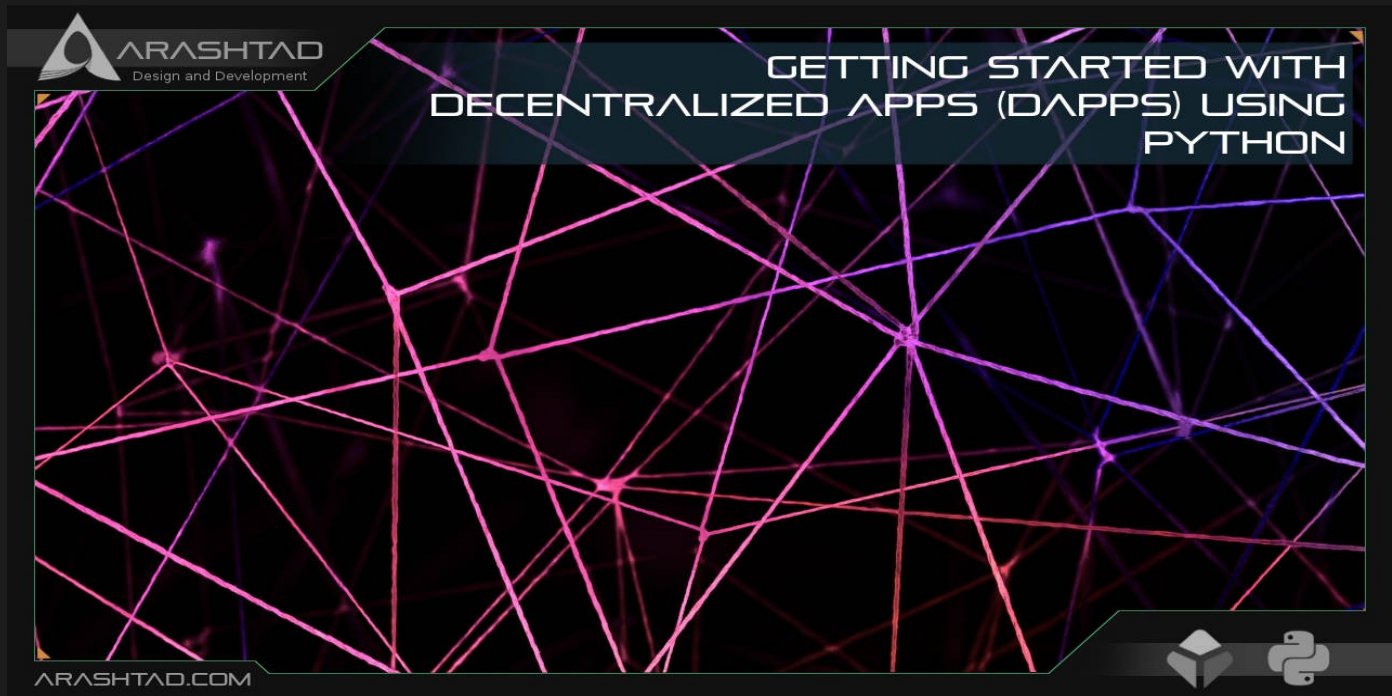 ARASHTAD
Design and Development
GETTING STARTED WITH
DECENTRALIZED APPS (DAPPS) USING
PYTHON
ARASHTAD.COM